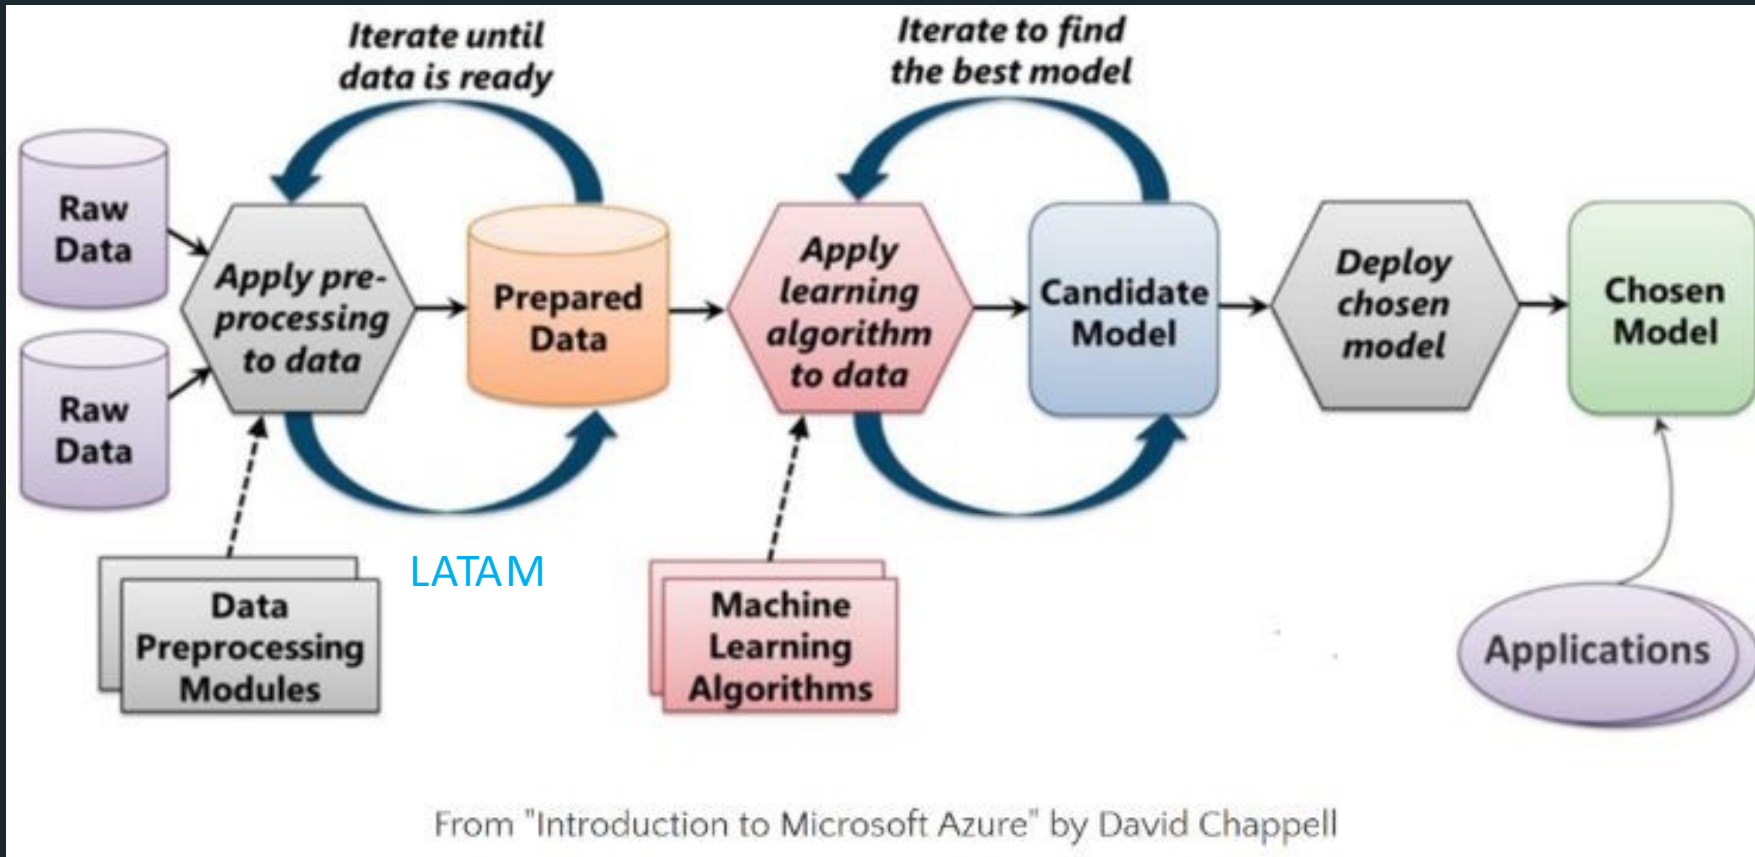 Iterate until
data is ready
Iterate to find
the best model
Raw
Data
Raw
Data
Apply pre-
processing
to data
Prepared
Data
Apply
learning
algorithm
to data
Candidate
Model
Deploy
chosen
model
Chosen
Model
LATAM
Data
Preprocessing
Modules
Machine
Learning
Algorithms
Applications
From "Introduction to Microsoft Azure" by David Chappell